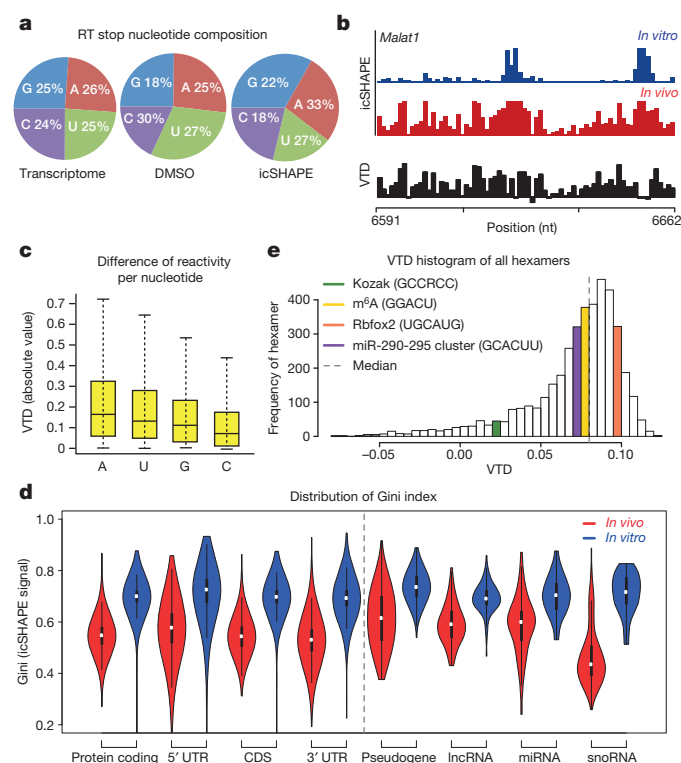 a
RT stop nucleotide composition
G 25%
A 26%
C 24%
U 25%
Transcriptome
G 18%
A 25%
C 30%
U 27%
DMSO
G 22%
A 33%
C 18%
U 27%
icSHAPE
b
Malat1
In vitro
In vivo
icSHAPE
VTD
6591
6662
Position (nt)
c
Difference of reactivity
per nucleotide
VTD (absolute value)
0.7
0.6
0.5
0.4
0.3
0.2
0.1
0
A U G C
e
VTD histogram of all hexamers
Kozak (GCCRCC)
m⁶A (GGACU)
Rbfox2 (UGCAUG)
miR-290-295 cluster (GCACUU)
Median
Frequency of hexamer
400
300
200
100
0
−0.05 0.00 0.05 0.10
VTD
d
Distribution of Gini index
In vivo
In vitro
Gini (icSHAPE signal)
1.0
0.8
0.6
0.4
0.2
Protein coding 5′ UTR CDS 3′ UTR Pseudogene lncRNA miRNA snoRNA